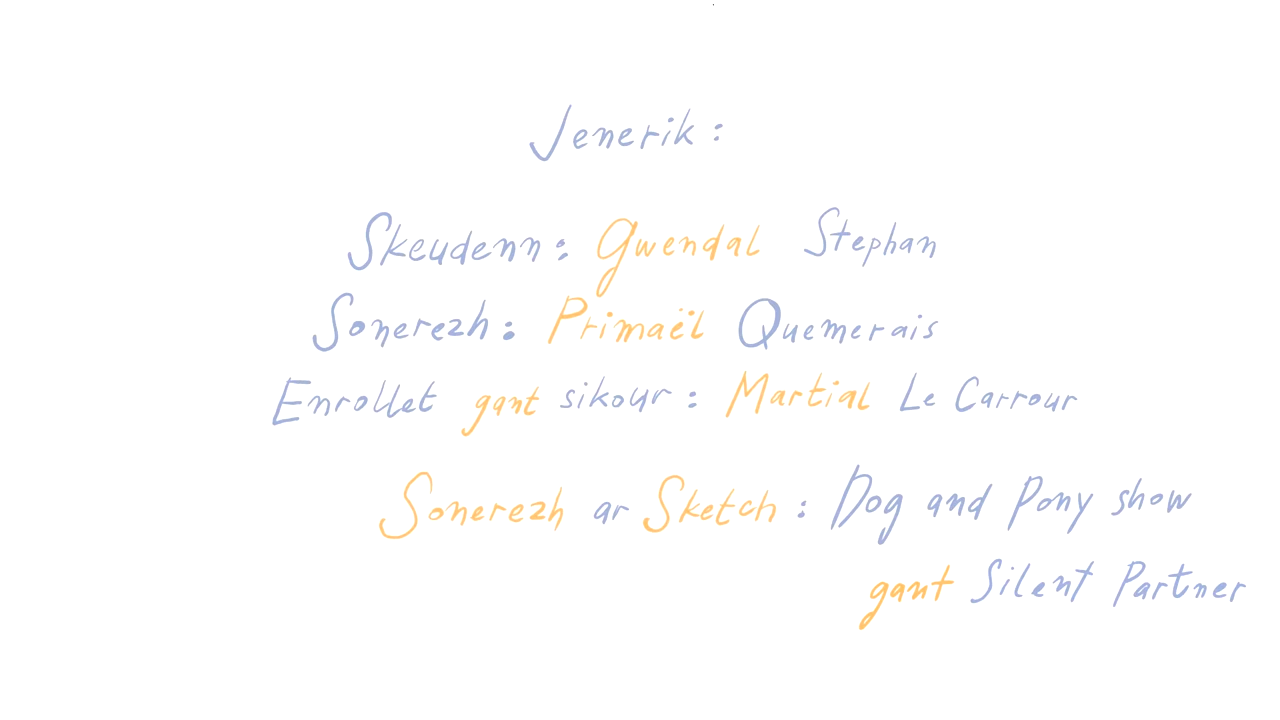 Jenerik :
Skeudenn : Gwendal Stephan
Sonerezh : Primaël Quemerais
Enrollet gant sikour : Martial Le Carrour
Sonerezh ar Sketch : Dog and Pony show
gant Silent Partner